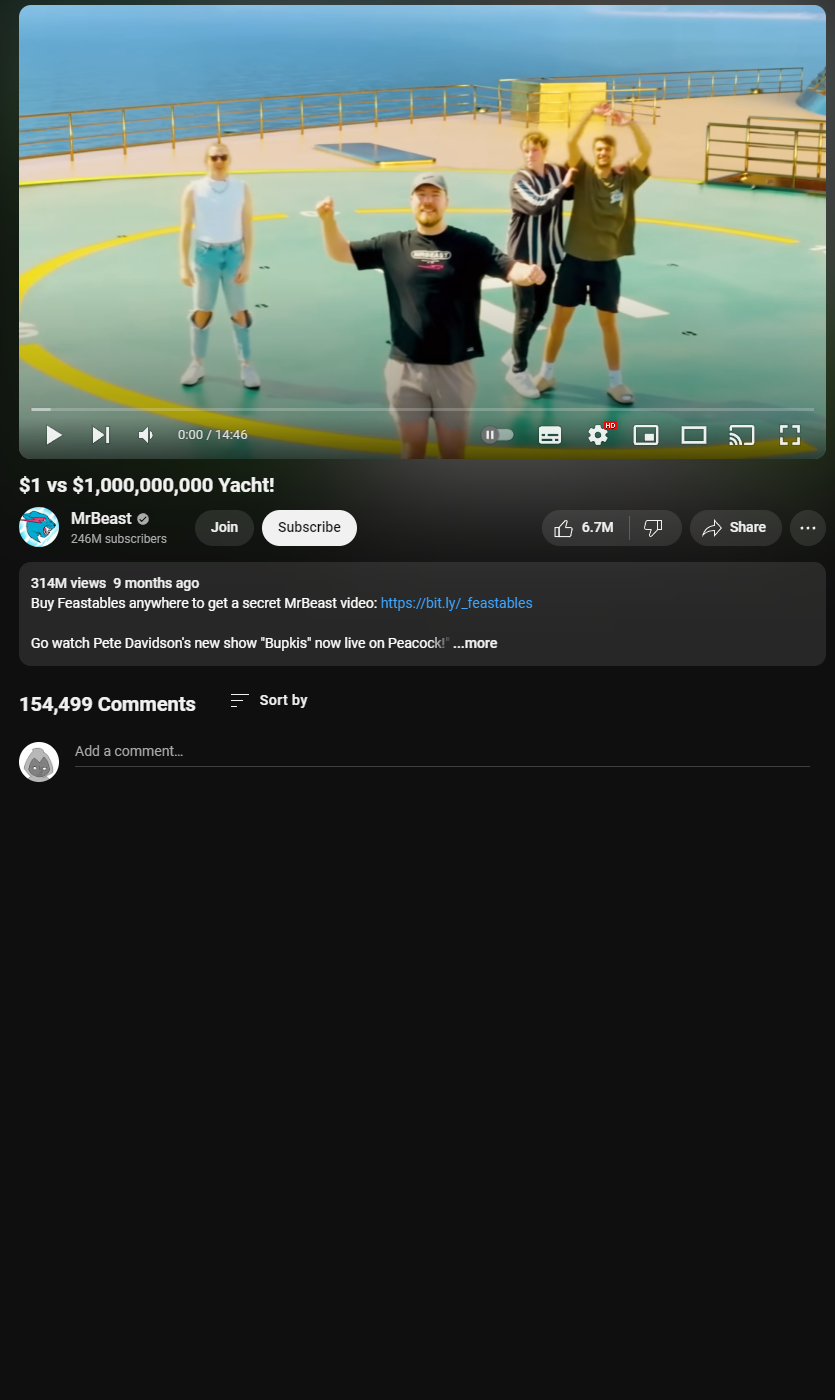 MRBEAST
0:00 / 14:46
HD
$1 vs $1,000,000,000 Yacht!
MrBeast
246M subscribers
Join
Subscribe
6.7M
Share
314M views  9 months ago
Buy Feastables anywhere to get a secret MrBeast video: https://bit.ly/_feastables
Go watch Pete Davidson's new show "Bupkis" now live on Peacock!" ...more
154,499 Comments
Sort by
Add a comment…